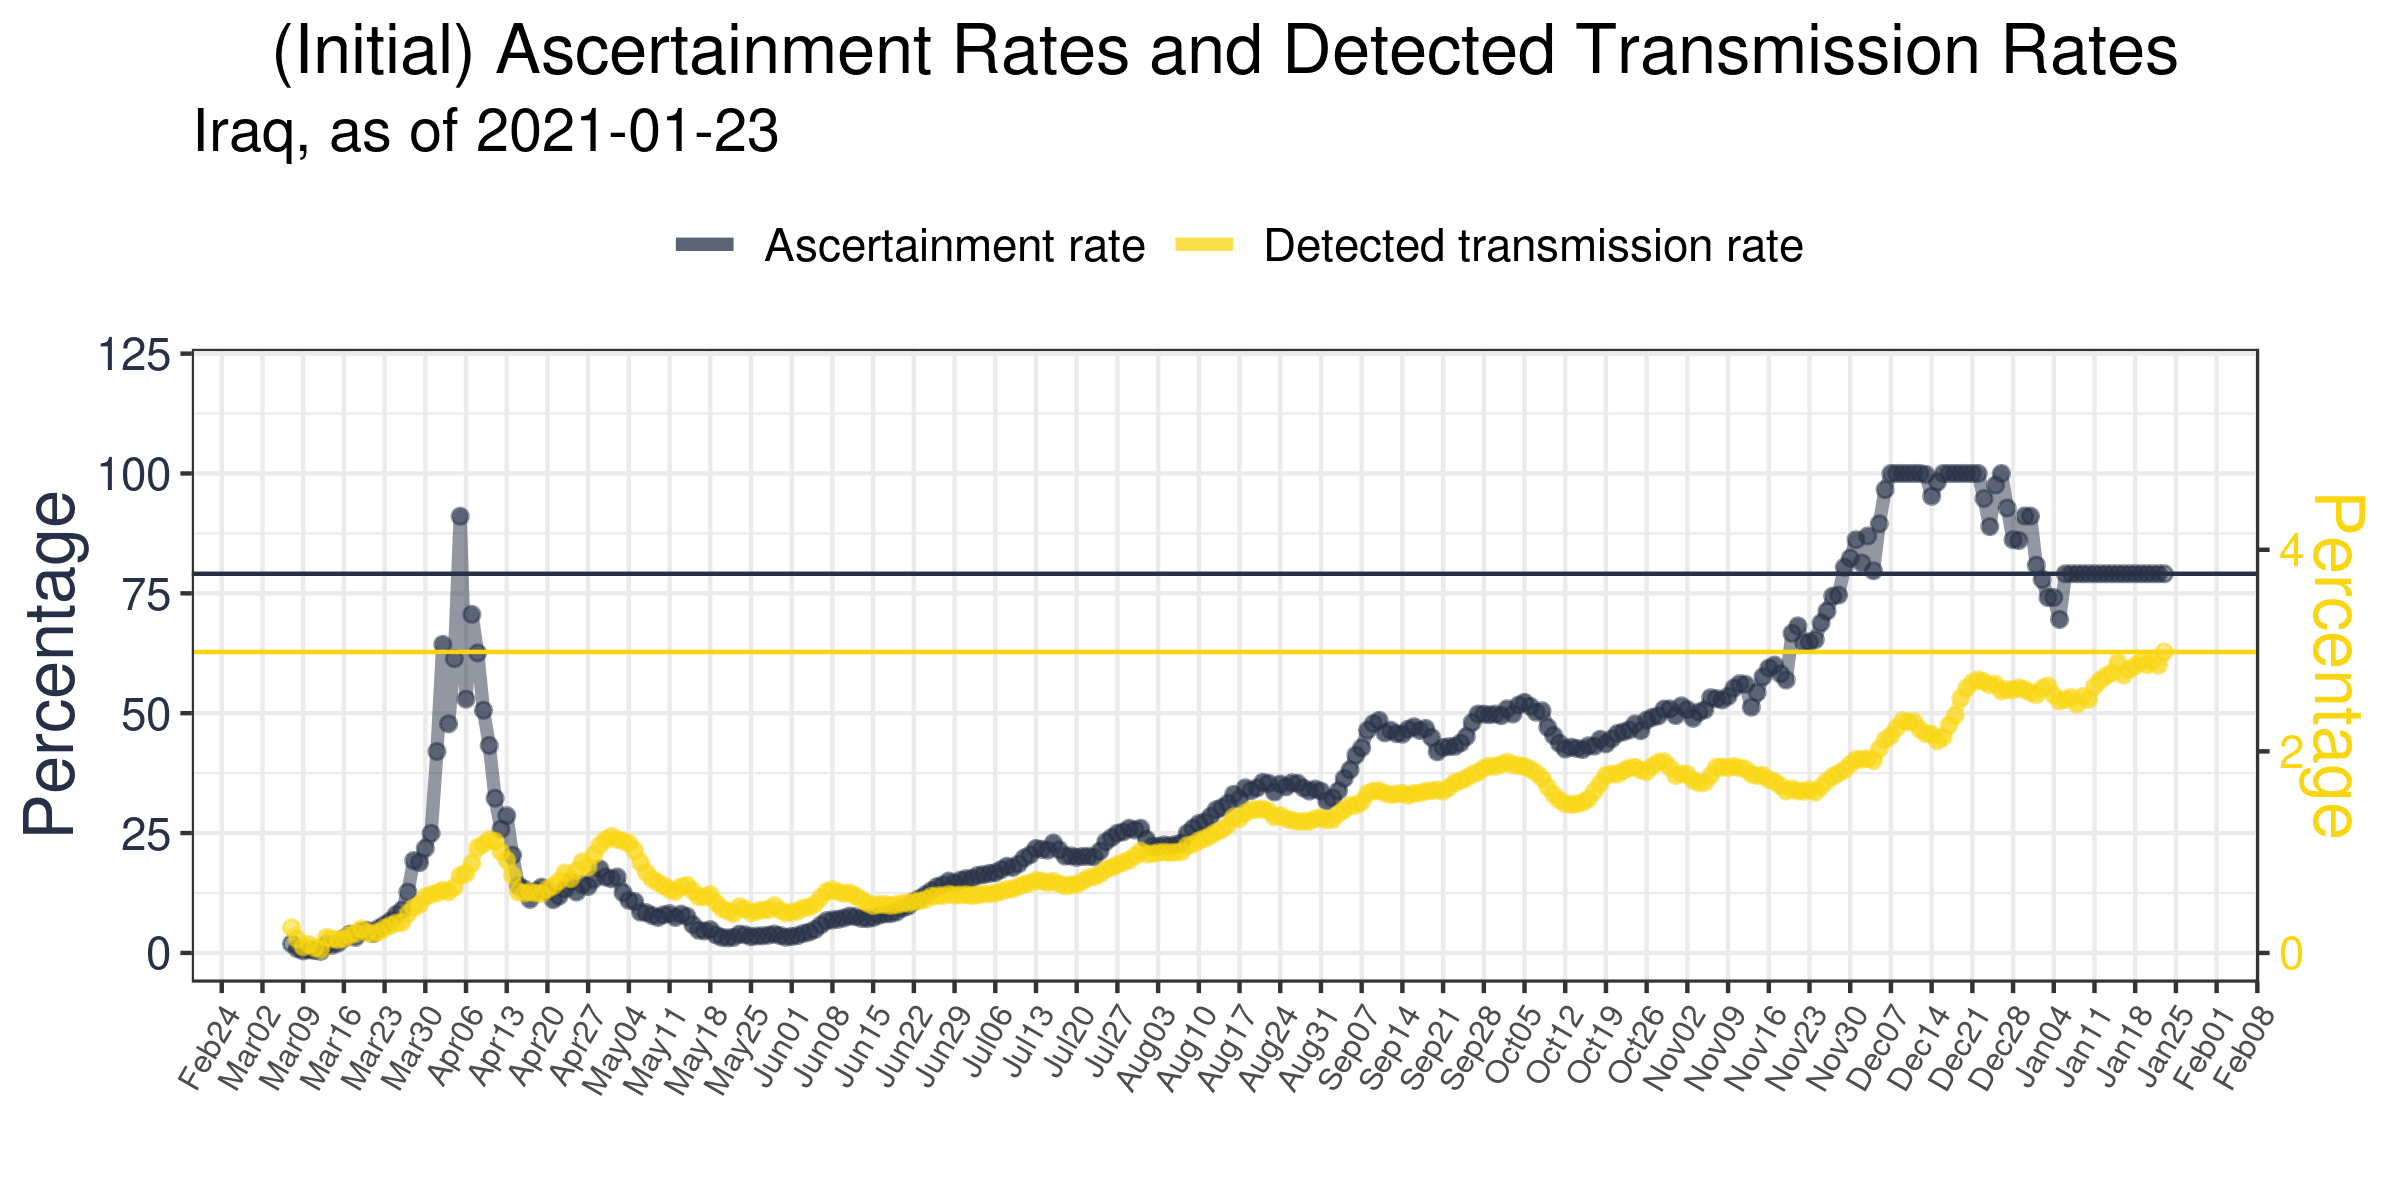 (Initial) Ascertainment Rates and Detected Transmission Rates
Iraq, as of 2021-01-23
Ascertainment rate
Detected transmission rate
Percentage
125
100
75
50
25
0
4
2
0
Percentage
Feb24
Mar02
Mar09
Mar16
Mar23
Mar30
Apr06
Apr13
Apr20
Apr27
May04
May11
May18
May25
Jun01
Jun08
Jun15
Jun22
Jun29
Jul06
Jul13
Jul20
Jul27
Aug03
Aug10
Aug17
Aug24
Aug31
Sep07
Sep14
Sep21
Sep28
Oct05
Oct12
Oct19
Oct26
Nov02
Nov09
Nov16
Nov23
Nov30
Dec07
Dec14
Dec21
Dec28
Jan04
Jan11
Jan18
Jan25
Feb01
Feb08